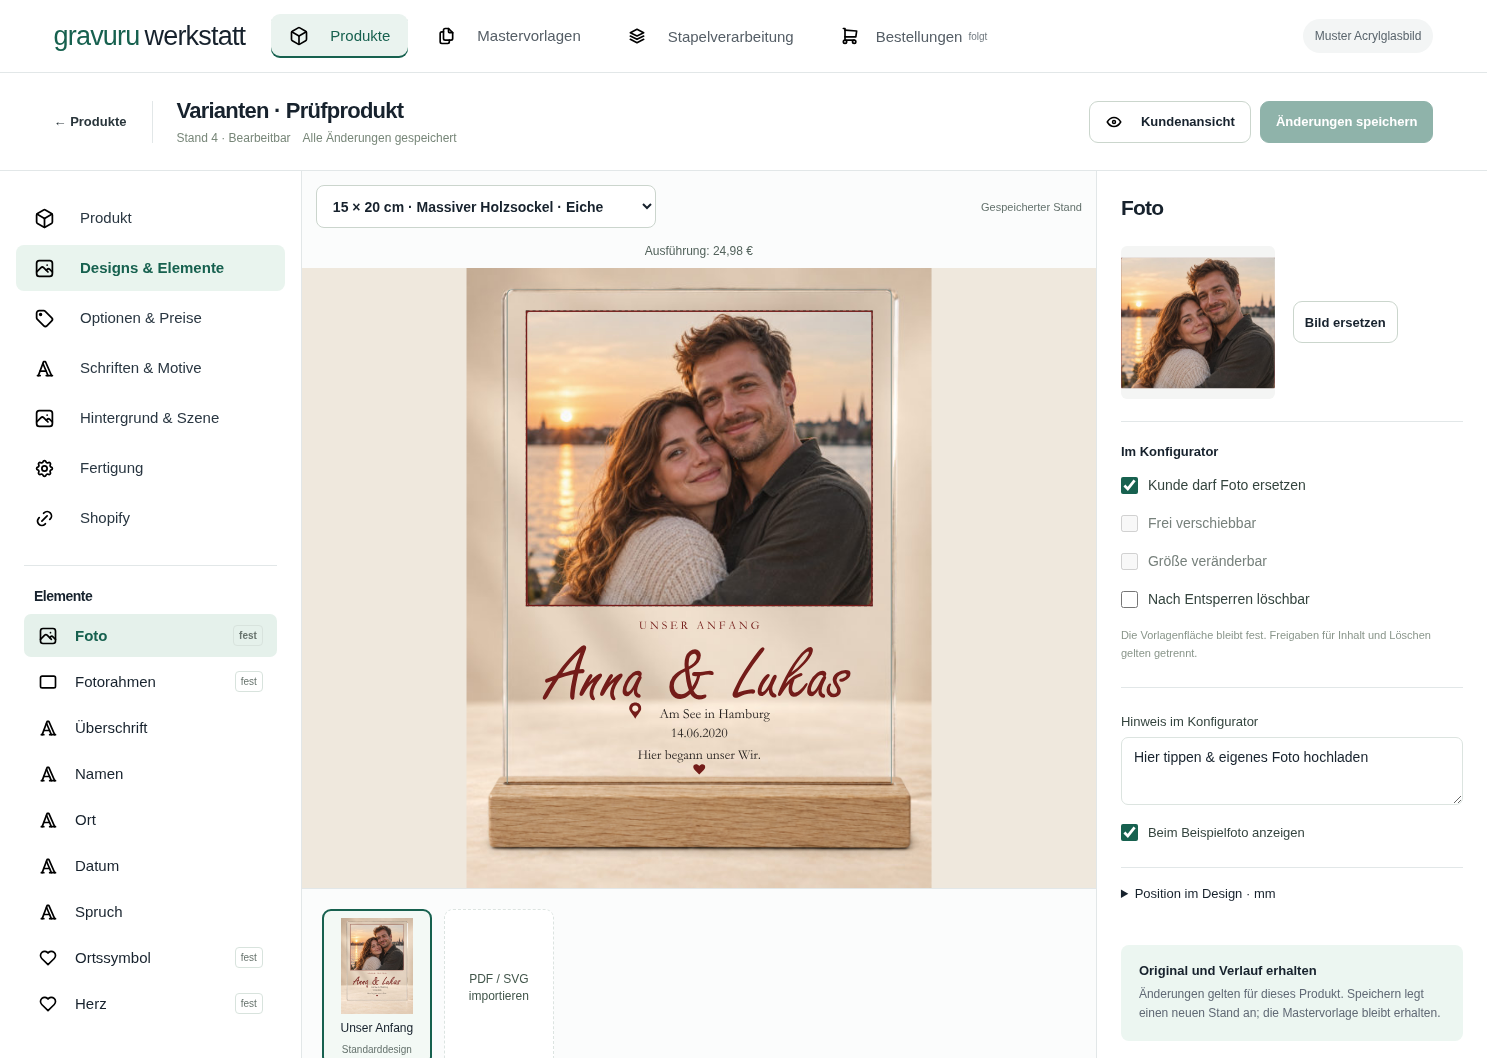 gravuru werkstatt
Produkte
Mastervorlagen
Stapelverarbeitung
Bestellungen folgt
Muster Acrylglasbild
← Produkte
Varianten · Prüfprodukt
Stand 4 · Bearbeitbar Alle Änderungen gespeichert
Kundenansicht
Änderungen speichern
Produkt
Designs & Elemente
Optionen & Preise
Schriften & Motive
Hintergrund & Szene
Fertigung
Shopify
Elemente
Foto fest
Fotorahmen fest
Überschrift
Namen
Ort
Datum
Spruch
Ortssymbol fest
Herz fest
15 × 20 cm · Massiver Holzsockel · Eiche
Gespeicherter Stand
Ausführung: 24,98 €
UNSER ANFANG
Anna & Lukas
Am See in Hamburg
14.06.2020
Hier begann unser Wir.
Anna & Lukas
Unser Anfang
Standarddesign
PDF / SVG
importieren
Foto
Bild ersetzen
Im Konfigurator
Kunde darf Foto ersetzen
Frei verschiebbar
Größe veränderbar
Nach Entsperren löschbar
Die Vorlagenfläche bleibt fest. Freigaben für Inhalt und Löschen
gelten getrennt.
Hinweis im Konfigurator
Hier tippen & eigenes Foto hochladen
Beim Beispielfoto anzeigen
Position im Design · mm
Original und Verlauf erhalten
Änderungen gelten für dieses Produkt. Speichern legt
einen neuen Stand an; die Mastervorlage bleibt erhalten.